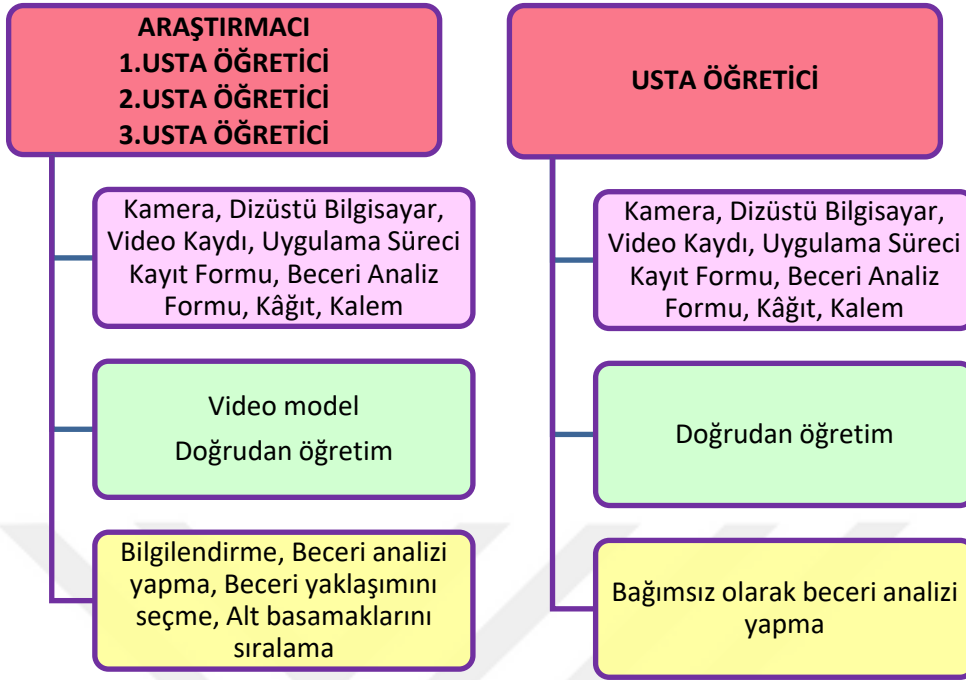 ARAŞTIRMACI
1.USTA ÖĞRETİCİ
2.USTA ÖĞRETİCİ
3.USTA ÖĞRETİCİ
Kamera, Dizüstü Bilgisayar,
Video Kaydı, Uygulama Süreci
Kayıt Formu, Beceri Analiz
Formu, Kâğıt, Kalem
Video model
Doğrudan öğretim
Bilgilendirme, Beceri analizi
yapma, Beceri yaklaşımını
seçme, Alt basamaklarını
sıralama
USTA ÖĞRETİCİ
Kamera, Dizüstü Bilgisayar,
Video Kaydı, Uygulama Süreci
Kayıt Formu, Beceri Analiz
Formu, Kâğıt, Kalem
Doğrudan öğretim
Bağımsız olarak beceri analizi
yapma